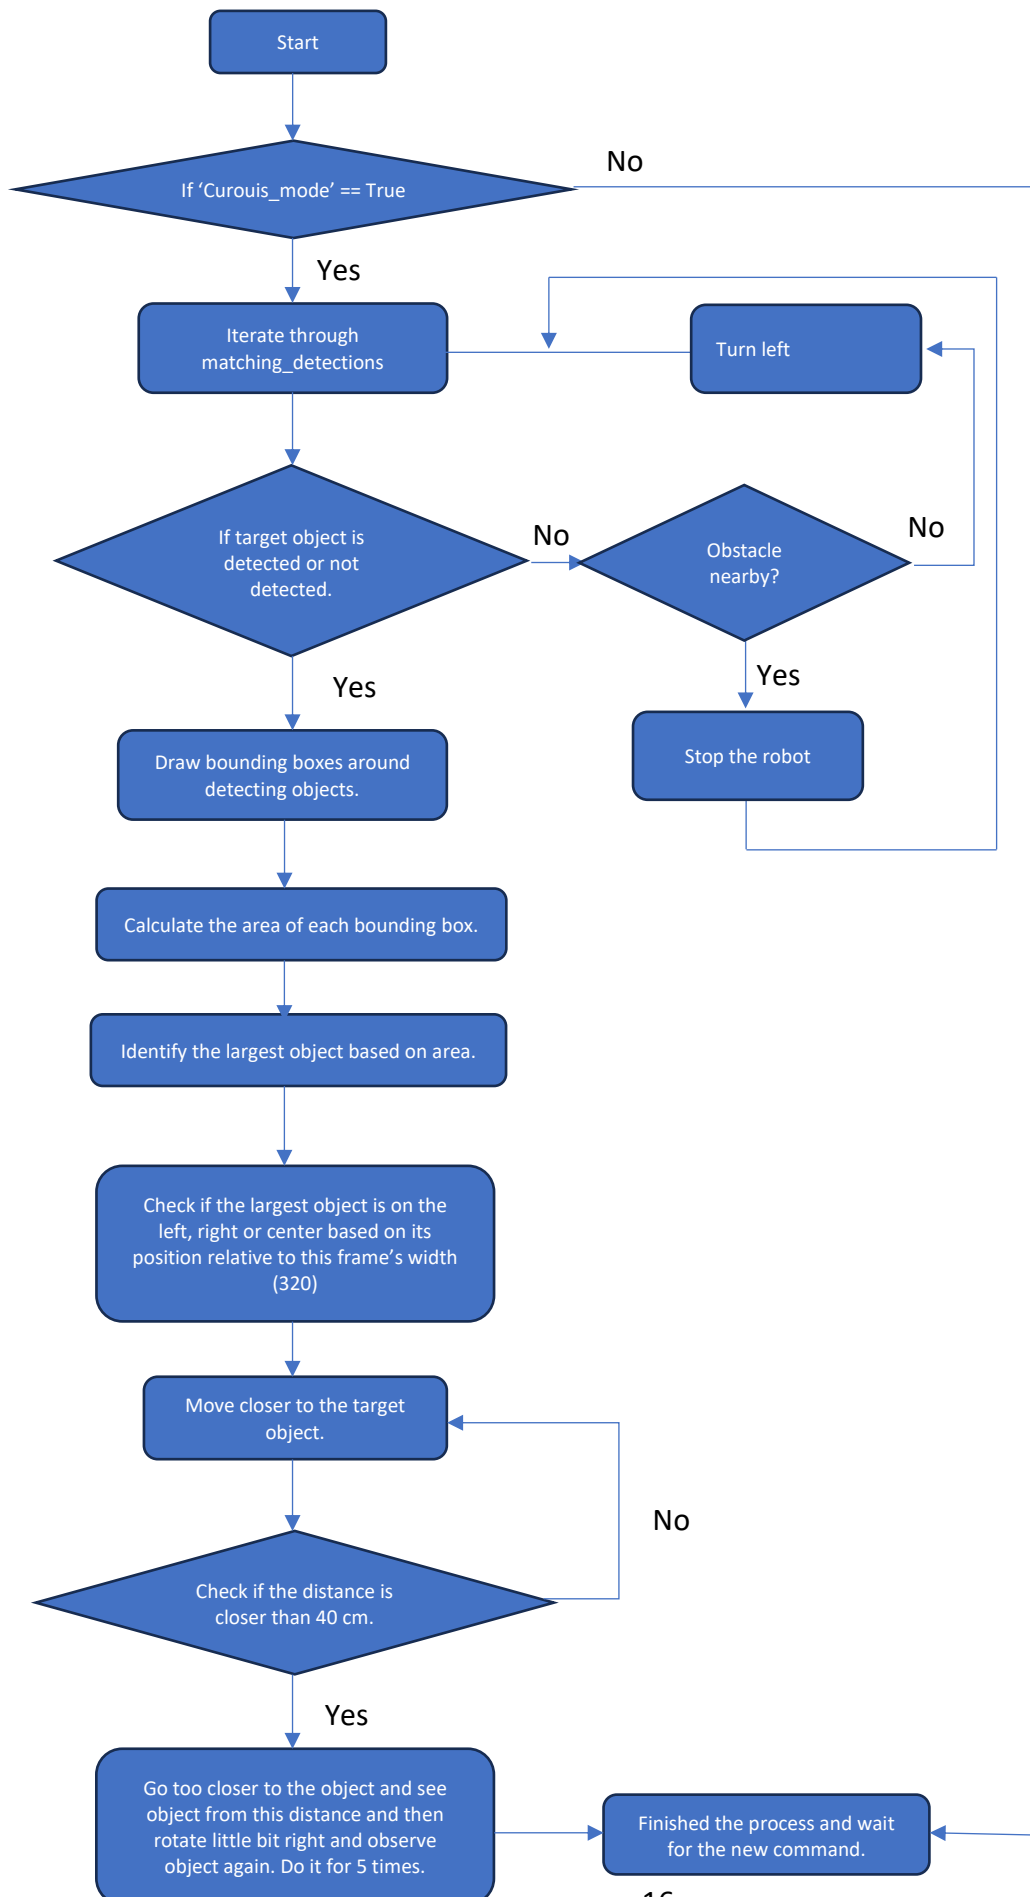 Start
If ‘Curouis_mode’ == True
No
Yes
Iterate through
matching_detections
Turn left
If target object is
detected or not
detected.
No
Obstacle
nearby?
No
Yes
Yes
Stop the robot
Draw bounding boxes around
detecting objects.
Calculate the area of each bounding box.
Identify the largest object based on area.
Check if the largest object is on the
left, right or center based on its
position relative to this frame’s width
(320)
Move closer to the target
object.
No
Check if the distance is
closer than 40 cm.
Yes
Go too closer to the object and see
object from this distance and then
rotate little bit right and observe
object again. Do it for 5 times.
Finished the process and wait
for the new command.